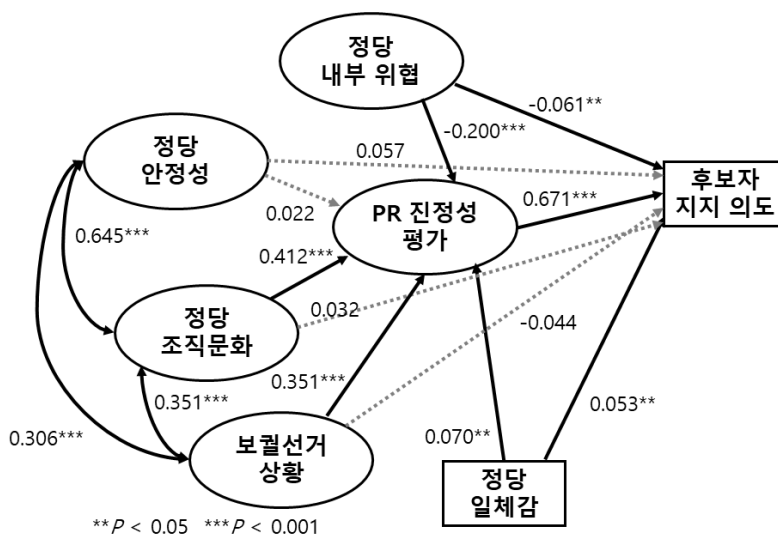 정당
내부 위협
-0.061**
-0.200***
정당
안정성
0.057
0.022
후보자
지지 의도
PR 진정성
평가
0.671***
0.645***
0.412***
정당
조직문화
0.032
-0.044
0.351***
0.351***
0.053**
0.306***
보궐선거
상황
0.070**
정당
일체감
**P < 0.05 ***P < 0.001